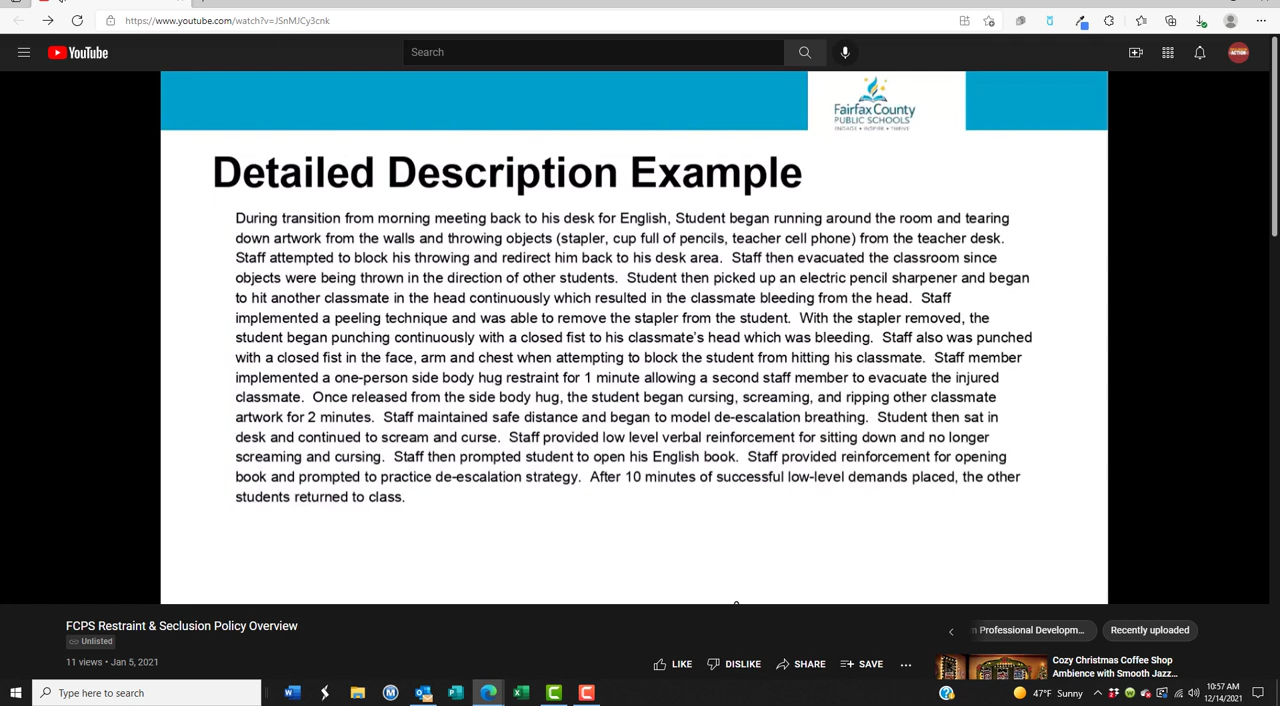 https://www.youtube.com/watch?v=JSnMJCy3cnk
YouTube
Search
Fairfax County
PUBLIC SCHOOLS
ENGAGE • INSPIRE • THRIVE
Detailed Description Example
During transition from morning meeting back to his desk for English, Student began running around the room and tearing
down artwork from the walls and throwing objects (stapler, cup full of pencils, teacher cell phone) from the teacher desk.
Staff attempted to block his throwing and redirect him back to his desk area. Staff then evacuated the classroom since
objects were being thrown in the direction of other students. Student then picked up an electric pencil sharpener and began
to hit another classmate in the head continuously which resulted in the classmate bleeding from the head. Staff
implemented a peeling technique and was able to remove the stapler from the student. With the stapler removed, the
student began punching continuously with a closed fist to his classmate's head which was bleeding. Staff also was punched
with a closed fist in the face, arm and chest when attempting to block the student from hitting his classmate. Staff member
implemented a one-person side body hug restraint for 1 minute allowing a second staff member to evacuate the injured
classmate. Once released from the side body hug, the student began cursing, screaming, and ripping other classmate
artwork for 2 minutes. Staff maintained safe distance and began to model de-escalation breathing. Student then sat in
desk and continued to scream and curse. Staff provided low level verbal reinforcement for sitting down and no longer
screaming and cursing. Staff then prompted student to open his English book. Staff provided reinforcement for opening
book and prompted to practice de-escalation strategy. After 10 minutes of successful low-level demands placed, the other
students returned to class.
FCPS Restraint & Seclusion Policy Overview
Unlisted
11 views • Jan 5, 2021
LIKE
DISLIKE
SHARE
SAVE
Professional Developm...
Recently uploaded
Cozy Christmas Coffee Shop
Ambience with Smooth Jazz...
Type here to search
47°F Sunny
10:57 AM
12/14/2021